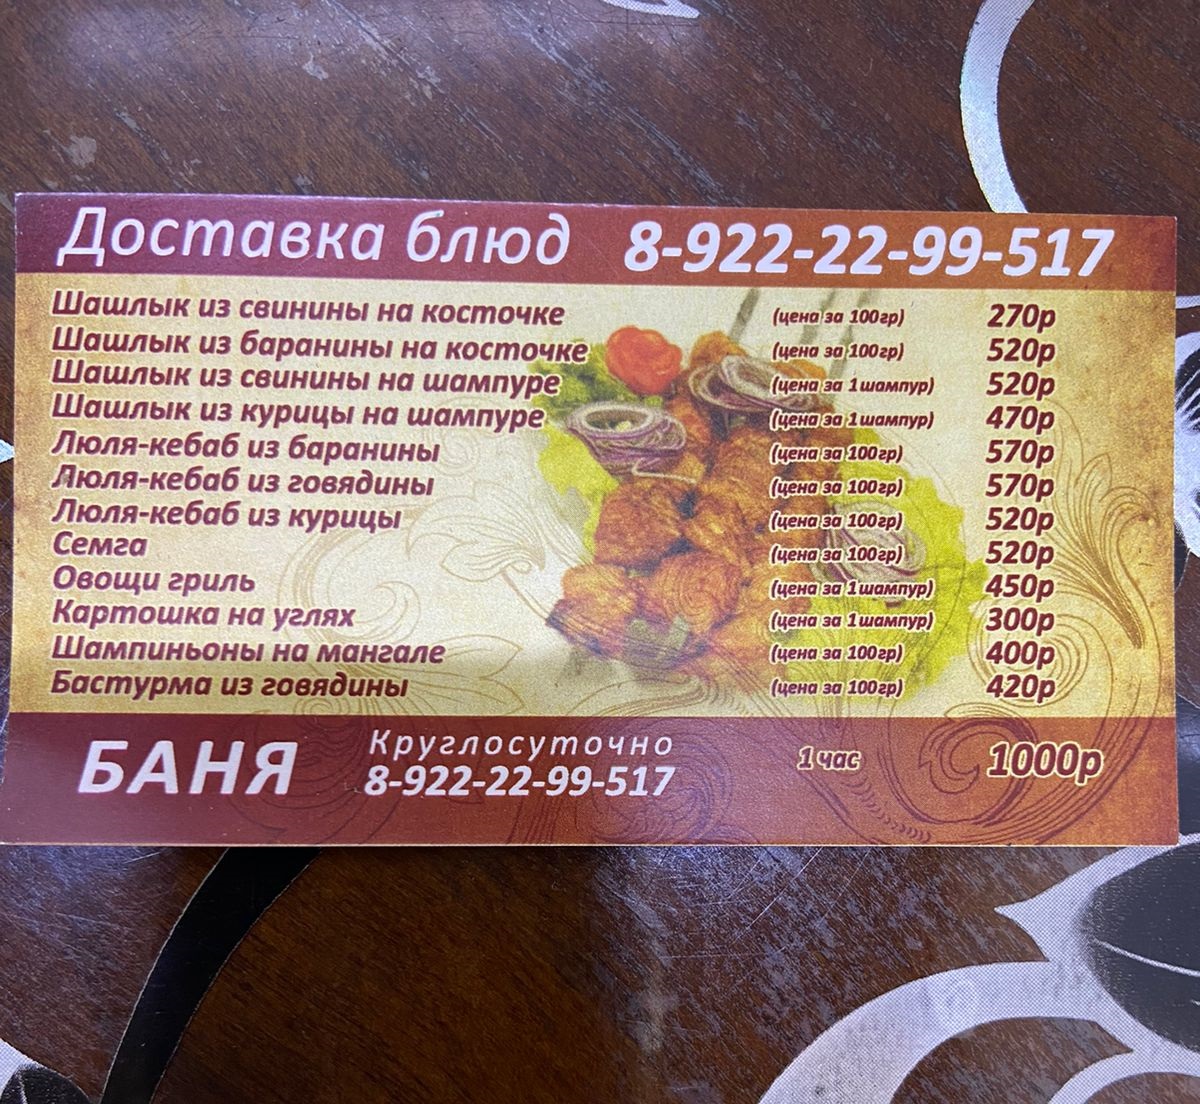 Доставка блюд 8-922-22-99-517
Шашлык из свинины на косточке (цена за 100гр) 270р
Шашлык из баранины на косточке (цена за 100гр) 520р
Шашлык из свинины на шампуре (цена за 1шампур) 520р
Шашлык из курицы на шампуре (цена за 1шампур) 470р
Люля-кебаб из баранины (цена за 100гр) 570р
Люля-кебаб из говядины (цена за 100гр) 570р
Люля-кебаб из курицы (цена за 100гр) 520р
Семга (цена за 100гр) 520р
Овощи гриль (цена за 1шампур) 450р
Картошка на углях (цена за 1шампур) 300р
Шампиньоны на мангале (цена за 100гр) 400р
Бастурма из говядины (цена за 100гр) 420р
БАНЯ Круглосуточно 1 час 1000р
8-922-22-99-517